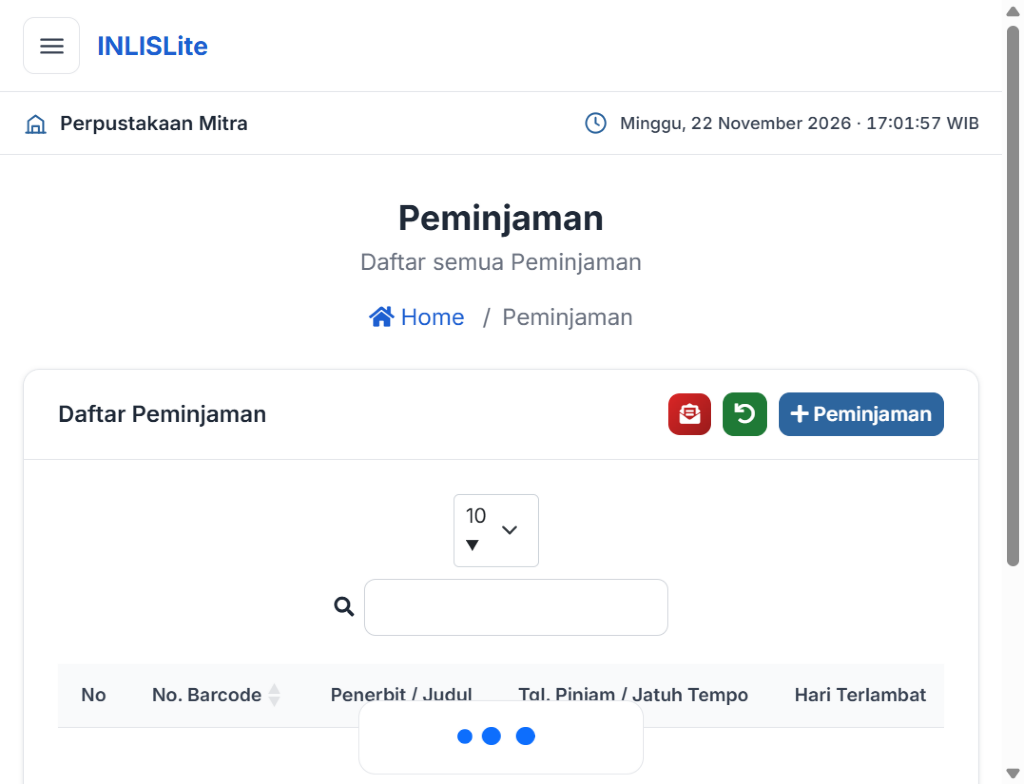 INLISLite
Perpustakaan Mitra
Minggu, 22 November 2026 · 17:01:57 WIB
Peminjaman
Daftar semua Peminjaman
Home / Peminjaman
Daftar Peminjaman
Peminjaman
10
No No. Barcode Penerbit / Judul Tgl. Pinjam / Jatuh Tempo Hari Terlambat